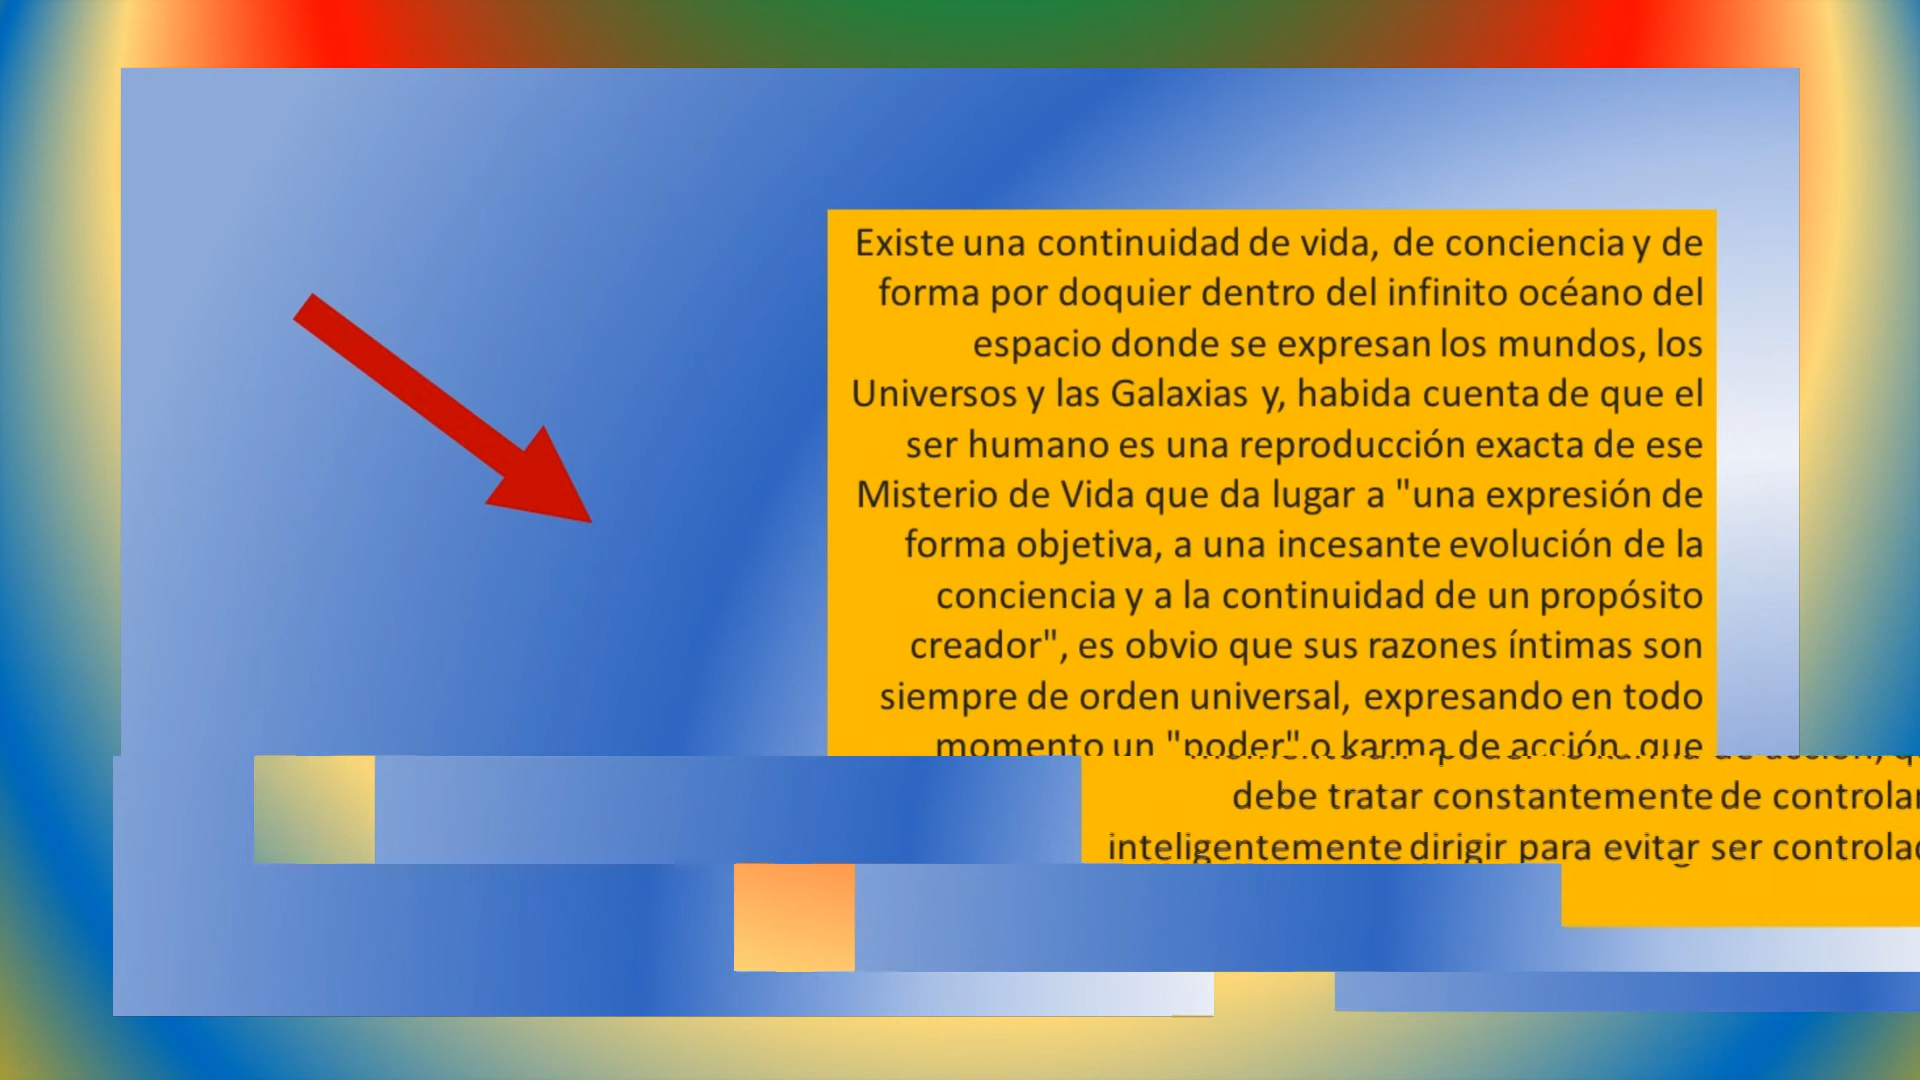 Existe una continuidad de vida, de conciencia y de
forma por doquier dentro del infinito océano del
espacio donde se expresan los mundos, los
Universos y las Galaxias y, habida cuenta de que el
ser humano es una reproducción exacta de ese
Misterio de Vida que da lugar a "una expresión de
forma objetiva, a una incesante evolución de la
conciencia y a la continuidad de un propósito
creador", es obvio que sus razones íntimas son
siempre de orden universal, expresando en todo
momento un "poder" o karma de acción, que
debe tratar constantemente de
inteligentemente dirigir para evitar ser